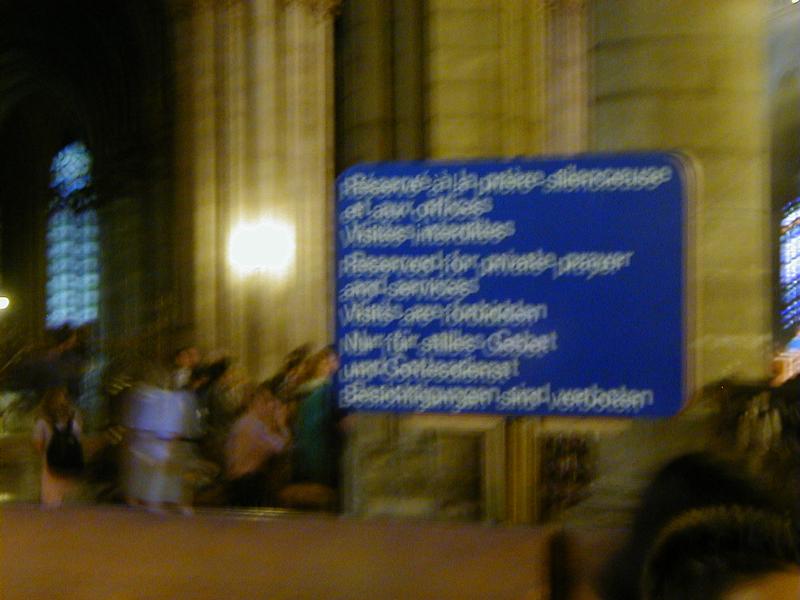 Réservé à la prière silencieuse
et aux offices
Visites interdites
Reserved for private prayer
and services
Visits are forbidden
Nur für stilles Gebet
und Gottesdienst
Besichtigungen sind verboten